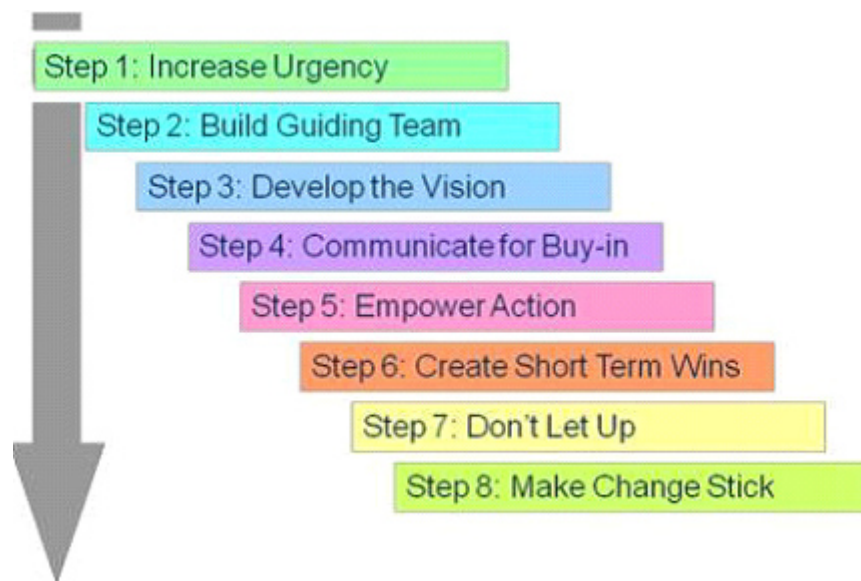 Step 1: Increase Urgency
Step 2: Build Guiding Team
Step 3: Develop the Vision
Step 4: Communicate for Buy-in
Step 5: Empower Action
Step 6: Create Short Term Wins
Step 7: Don't Let Up
Step 8: Make Change Stick